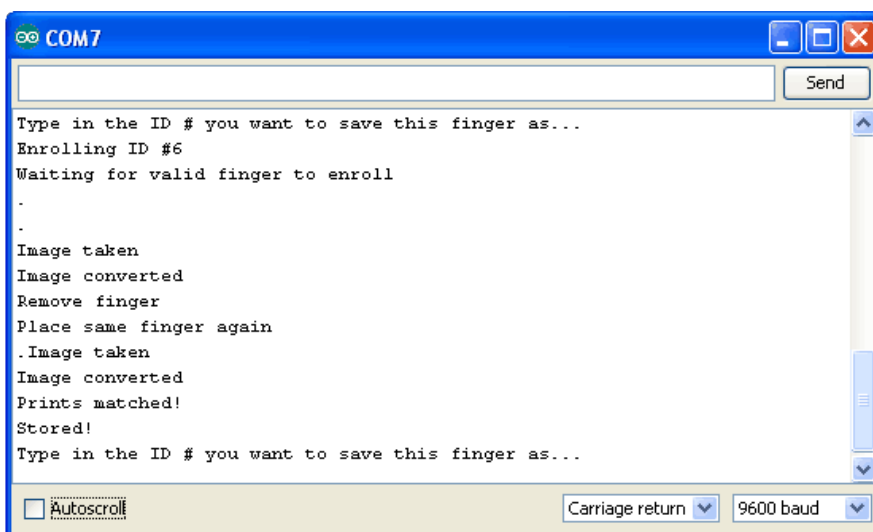 COM7
Send
Type in the ID # you want to save this finger as...
Enrolling ID #6
Waiting for valid finger to enroll
.
.
Image taken
Image converted
Remove finger
Place same finger again
.Image taken
Image converted
Prints matched!
Stored!
Type in the ID # you want to save this finger as...
Autoscroll
Carriage return
9600 baud